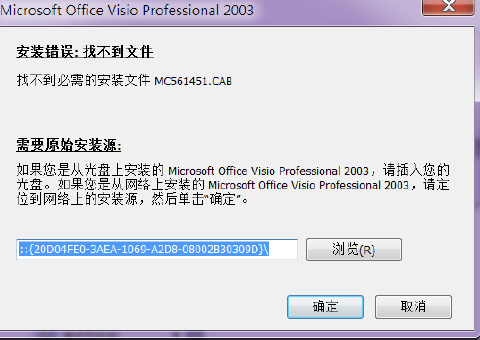 Microsoft Office Visio Professional 2003
安装错误: 找不到文件
找不到必需的安装文件 MC561451.CAB
需要原始安装源:
如果您是从光盘上安装的 Microsoft Office Visio Professional 2003，请插入您的
光盘。如果您是从网络上安装的 Microsoft Office Visio Professional 2003，请定
位到网络上的安装源，然后单击“确定”。
::{20D04FE0-3AEA-1069-A2D8-08002B30309D}\
浏览(R)
确定
取消